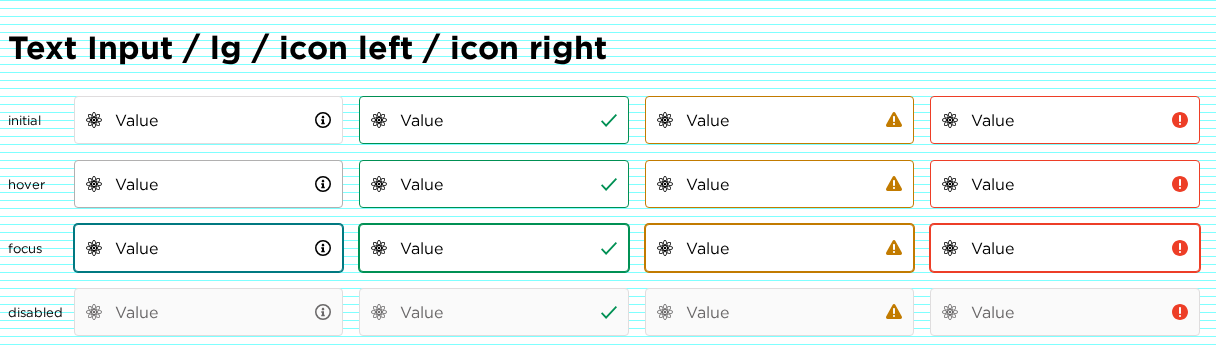 Text Input / lg / icon left / icon right
initial Value Value Value Value
hover Value Value Value Value
focus Value Value Value Value
disabled Value Value Value Value